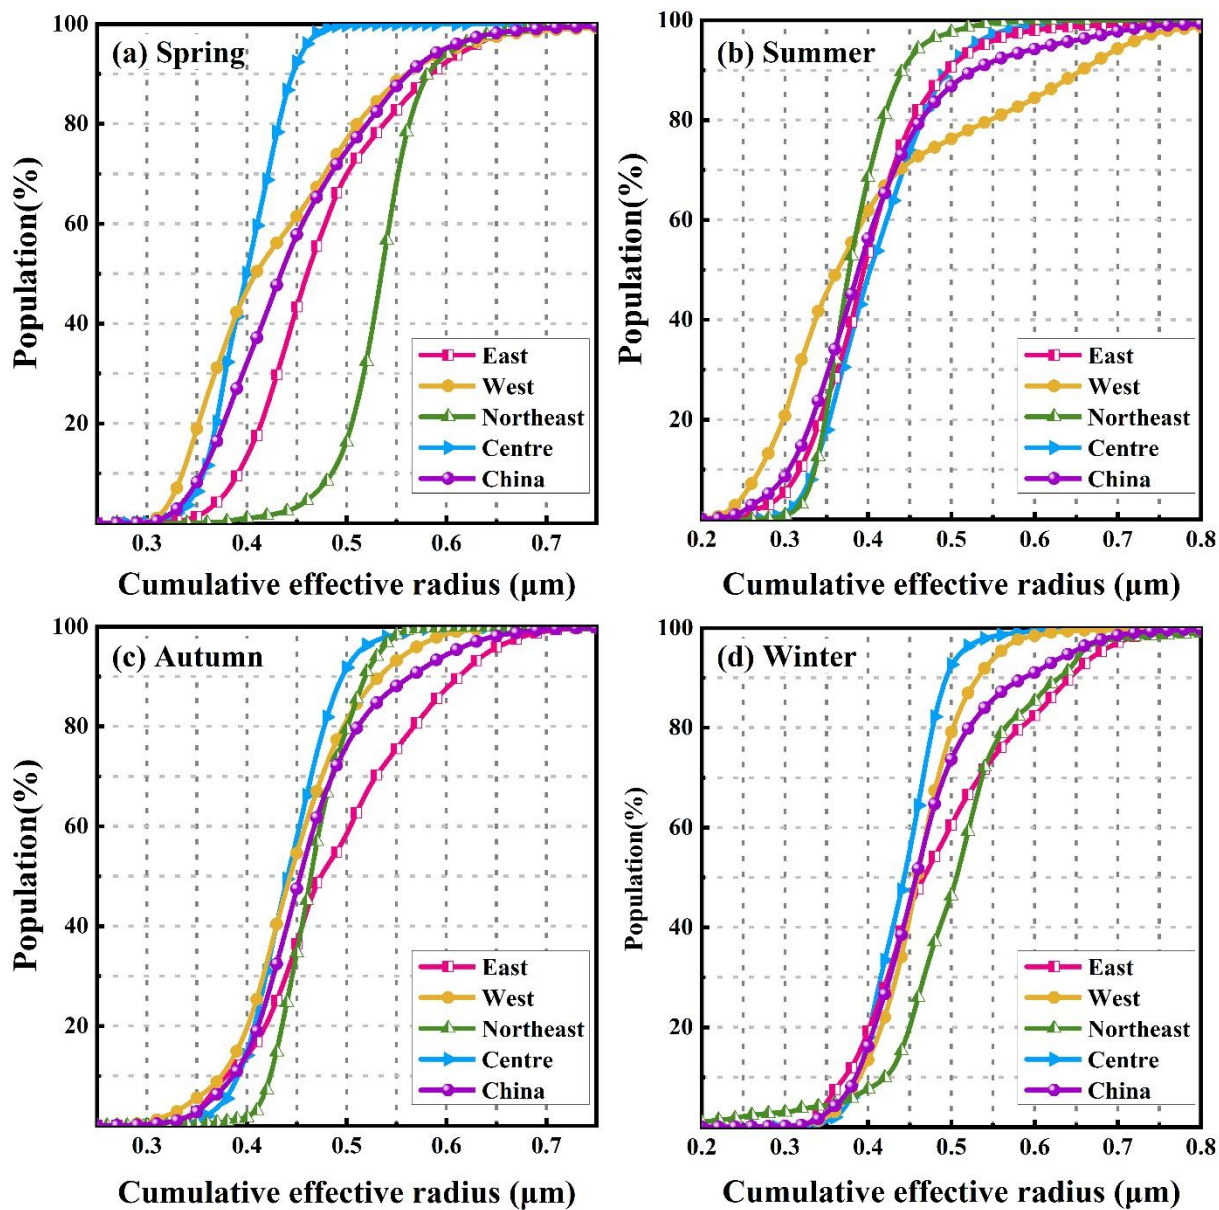 (a) Spring
Population(%)
100
80
60
40
20
East
West
Northeast
Centre
China
0.3 0.4 0.5 0.6 0.7
Cumulative effective radius (μm)
(b) Summer
Population(%)
100
80
60
40
20
East
West
Northeast
Centre
China
0.2 0.3 0.4 0.5 0.6 0.7 0.8
Cumulative effective radius (μm)
(c) Autumn
Population(%)
100
80
60
40
20
East
West
Northeast
Centre
China
0.3 0.4 0.5 0.6 0.7
Cumulative effective radius (μm)
(d) Winter
Population(%)
100
80
60
40
20
East
West
Northeast
Centre
China
0.2 0.3 0.4 0.5 0.6 0.7 0.8
Cumulative effective radius (μm)